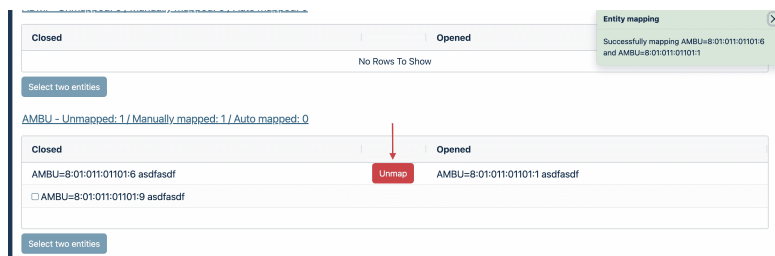 Entity mapping
Successfully mapping AMBU=8:01:011:01101:6
and AMBU=8:01:011:01101:1
Closed
Opened
No Rows To Show
Select two entities
AMBU - Unmapped: 1 / Manually mapped: 1 / Auto mapped: 0
Closed
Opened
AMBU=8:01:011:01101:6 asdfasdf
Unmap
AMBU=8:01:011:01101:1 asdfasdf
AMBU=8:01:011:01101:9 asdfasdf
Select two entities